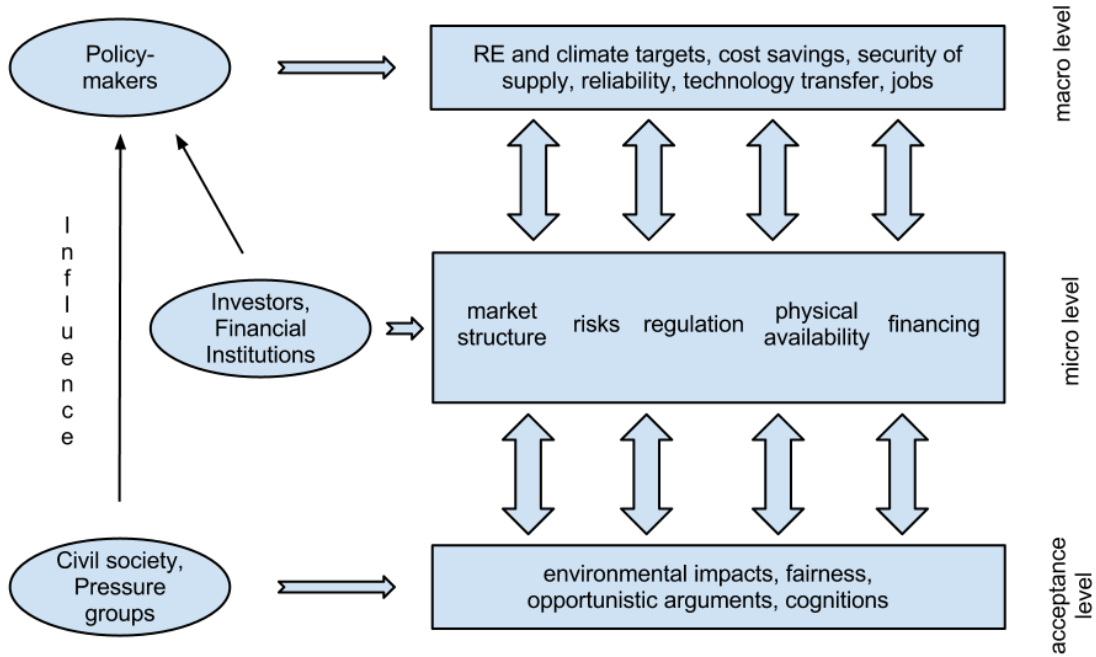 Policy-
makers
RE and climate targets, cost savings, security of
supply, reliability, technology transfer, jobs
macro level
Influence
Investors,
Financial
Institutions
market
structure
risks
regulation
physical
availability
financing
micro level
Civil society,
Pressure
groups
environmental impacts, fairness,
opportunistic arguments, cognitions
acceptance
level